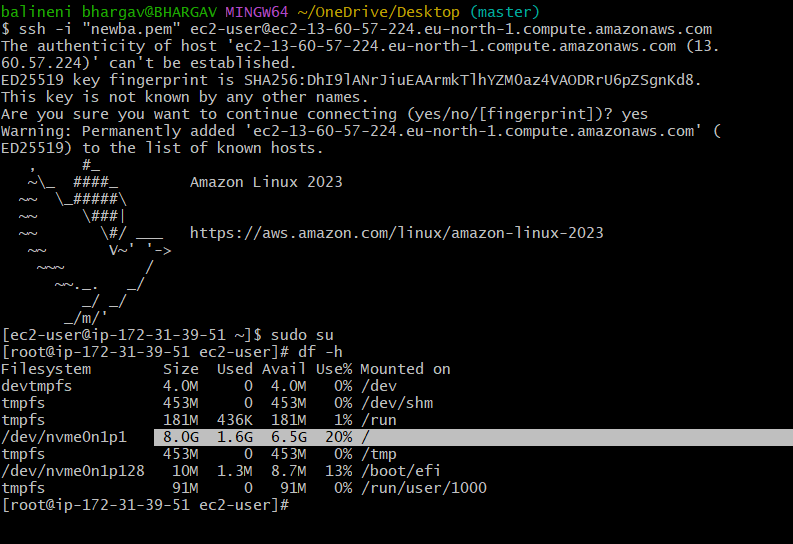 balineni bhargav@BHARGAV MINGW64 ~/OneDrive/Desktop (master)
$ ssh -i "newba.pem" ec2-user@ec2-13-60-57-224.eu-north-1.compute.amazonaws.com
The authenticity of host 'ec2-13-60-57-224.eu-north-1.compute.amazonaws.com (13.
60.57.224)' can't be established.
ED25519 key fingerprint is SHA256:DhI9lANrJiuEAArmkTlhYZM0az4VAODRrU6pZSgnKd8.
This key is not known by any other names.
Are you sure you want to continue connecting (yes/no/[fingerprint])? yes
Warning: Permanently added 'ec2-13-60-57-224.eu-north-1.compute.amazonaws.com' (
ED25519) to the list of known hosts.
   ,     #_
   ~\_  ####_        Amazon Linux 2023
  ~~  \_#####\
  ~~     \###|
  ~~       \#/ ___   https://aws.amazon.com/linux/amazon-linux-2023
   ~~       V~' '->
    ~~~         /
      ~~._.   _/
         _/ _/
       _/m/'
[ec2-user@ip-172-31-39-51 ~]$ sudo su
[root@ip-172-31-39-51 ec2-user]# df -h
Filesystem        Size  Used Avail Use% Mounted on
devtmpfs          4.0M     0  4.0M   0% /dev
tmpfs             453M     0  453M   0% /dev/shm
tmpfs             181M  436K  181M   1% /run
/dev/nvme0n1p1    8.0G  1.6G  6.5G  20% /
tmpfs             453M     0  453M   0% /tmp
/dev/nvme0n1p128   10M  1.3M  8.7M  13% /boot/efi
tmpfs              91M     0   91M   0% /run/user/1000
[root@ip-172-31-39-51 ec2-user]#